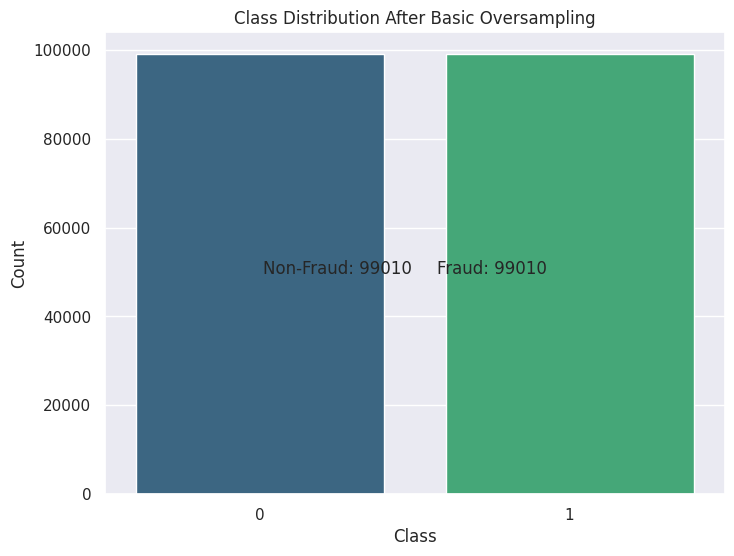 Class Distribution After Basic Oversampling
100000
80000
60000
40000
20000
0
Count
Non-Fraud: 99010
Fraud: 99010
0
1
Class